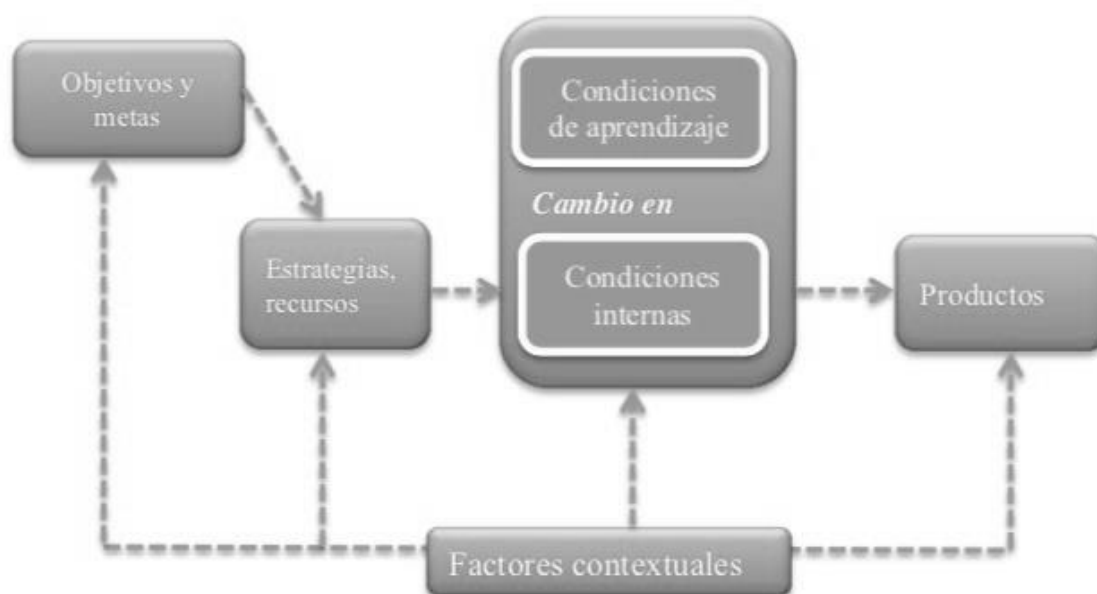 Objetivos y
metas
Estrategias,
recursos
Condiciones
de aprendizaje
Cambio en
Condiciones
internas
Productos
Factores contextuales